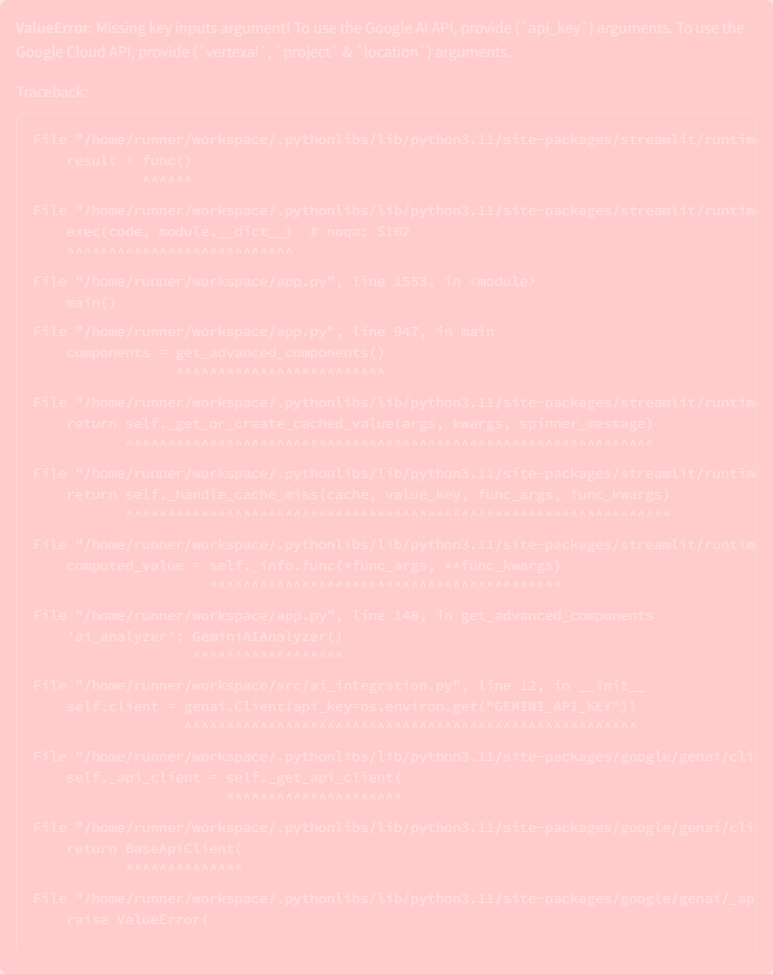 ValueError: Missing key inputs argument! To use the Google AI API, provide (`api_key`) arguments. To use the
Google Cloud API, provide (`vertexai`, `project` & `location`) arguments.
Traceback:
File "/home/runner/workspace/.pythonlibs/lib/python3.11/site-packages/streamlit/runtime
result = func()
^^^^^^
File "/home/runner/workspace/.pythonlibs/lib/python3.11/site-packages/streamlit/runtime
exec(code, module.__dict__)  # noqa: S102
^^^^^^^^^^^^^^^^^^^^^^^^^^^
File "/home/runner/workspace/app.py", line 1553, in <module>
main()
File "/home/runner/workspace/app.py", line 947, in main
components = get_advanced_components()
^^^^^^^^^^^^^^^^^^^^^^^^^
File "/home/runner/workspace/.pythonlibs/lib/python3.11/site-packages/streamlit/runtime
return self._get_or_create_cached_value(args, kwargs, spinner_message)
^^^^^^^^^^^^^^^^^^^^^^^^^^^^^^^^^^^^^^^^^^^^^^^^^^^^^^^^^^^^^^^
File "/home/runner/workspace/.pythonlibs/lib/python3.11/site-packages/streamlit/runtime
return self._handle_cache_miss(cache, value_key, func_args, func_kwargs)
^^^^^^^^^^^^^^^^^^^^^^^^^^^^^^^^^^^^^^^^^^^^^^^^^^^^^^^^^^^^^^^^^
File "/home/runner/workspace/.pythonlibs/lib/python3.11/site-packages/streamlit/runtime
computed_value = self._info.func(*func_args, **func_kwargs)
^^^^^^^^^^^^^^^^^^^^^^^^^^^^^^^^^^^^^^^^^^
File "/home/runner/workspace/app.py", line 148, in get_advanced_components
'ai_analyzer': GeminiAIAnalyzer()
^^^^^^^^^^^^^^^^^^
File "/home/runner/workspace/src/ai_integration.py", line 12, in __init__
self.client = genai.Client(api_key=os.environ.get("GEMINI_API_KEY"))
^^^^^^^^^^^^^^^^^^^^^^^^^^^^^^^^^^^^^^^^^^^^^^^^^^^^^^
File "/home/runner/workspace/.pythonlibs/lib/python3.11/site-packages/google/genai/cli
self._api_client = self._get_api_client(
^^^^^^^^^^^^^^^^^^^^^
File "/home/runner/workspace/.pythonlibs/lib/python3.11/site-packages/google/genai/cli
return BaseApiClient(
^^^^^^^^^^^^^^
File "/home/runner/workspace/.pythonlibs/lib/python3.11/site-packages/google/genai/_ap
raise ValueError(